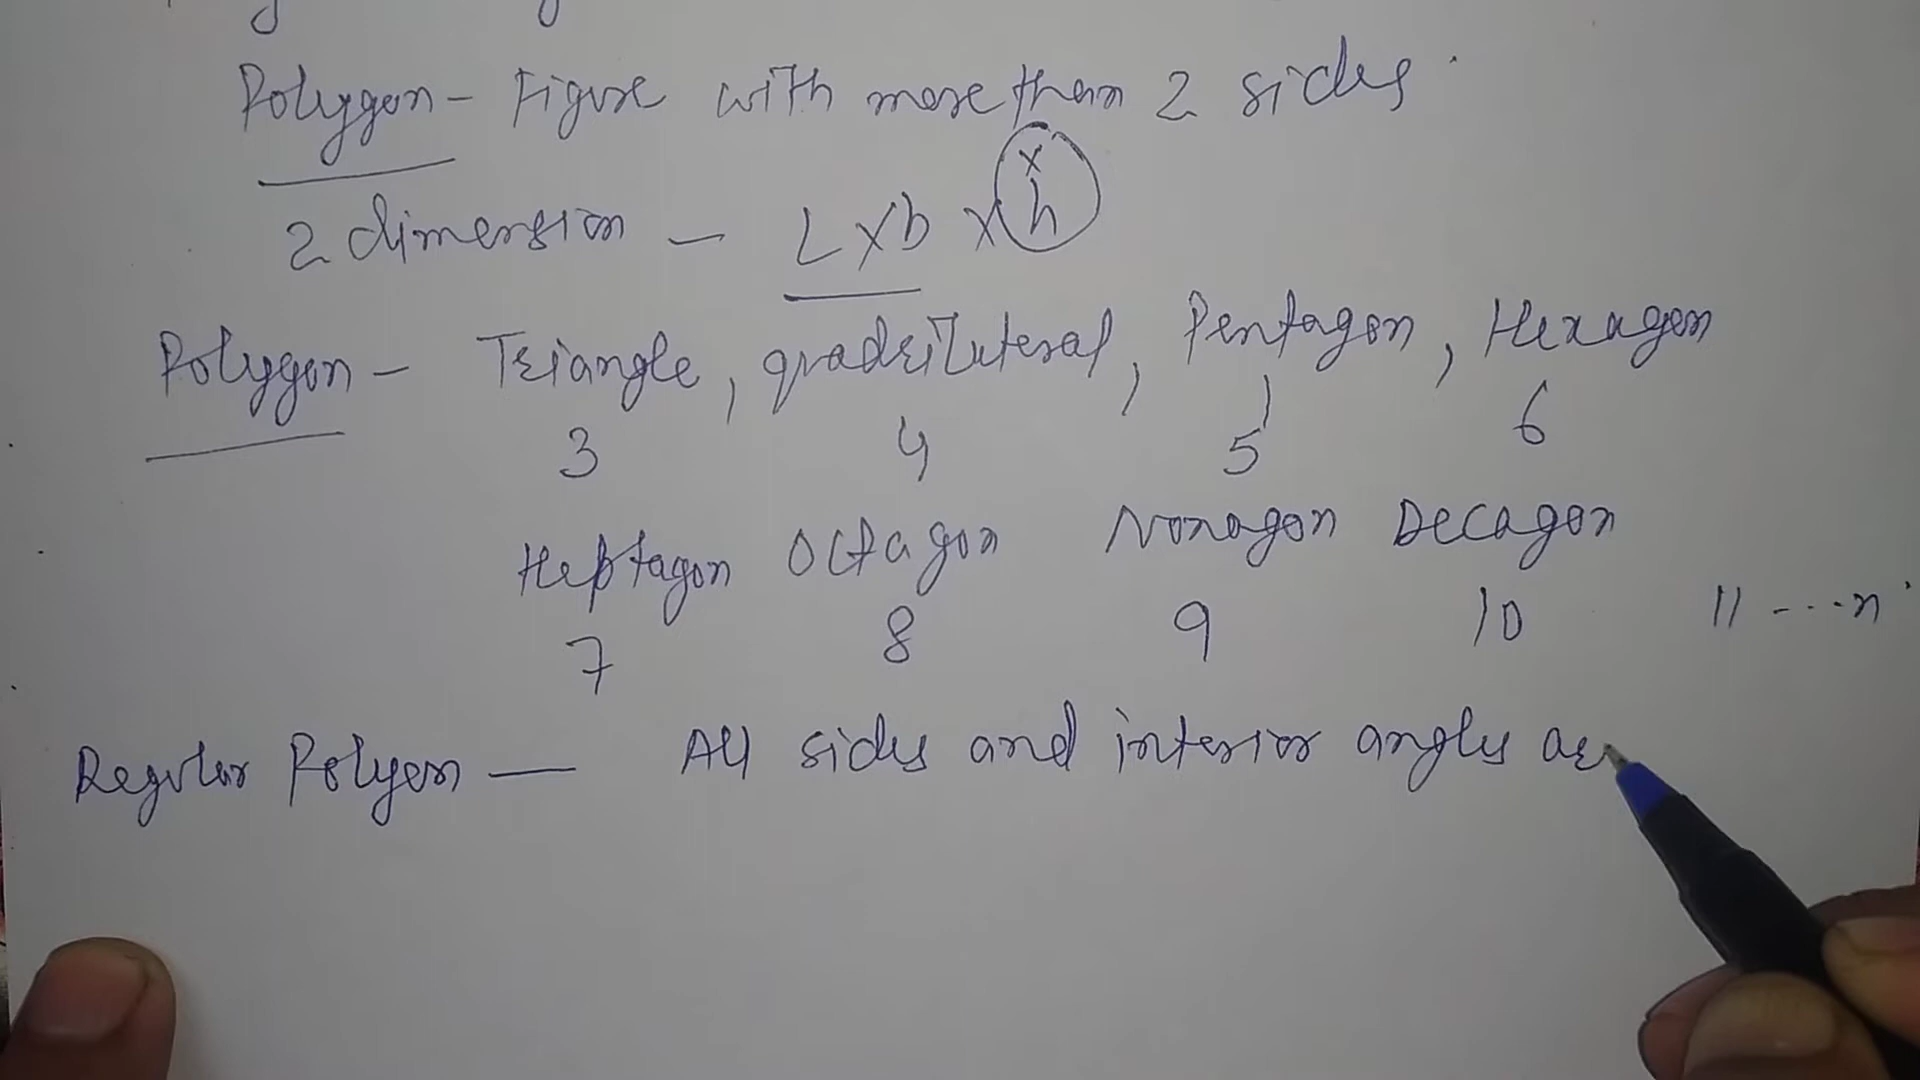 Polygon - Figure with more than 2 sides.
2 dimension - L x b x h
x
Polygon - Triangle, quadrilateral, Pentagon, Hexagon
3 4 5 6
Heptagon Octagon Nonagon Decagon
7 8 9 10 11 ---- n
Regular Polygon — All sides and interior angles are